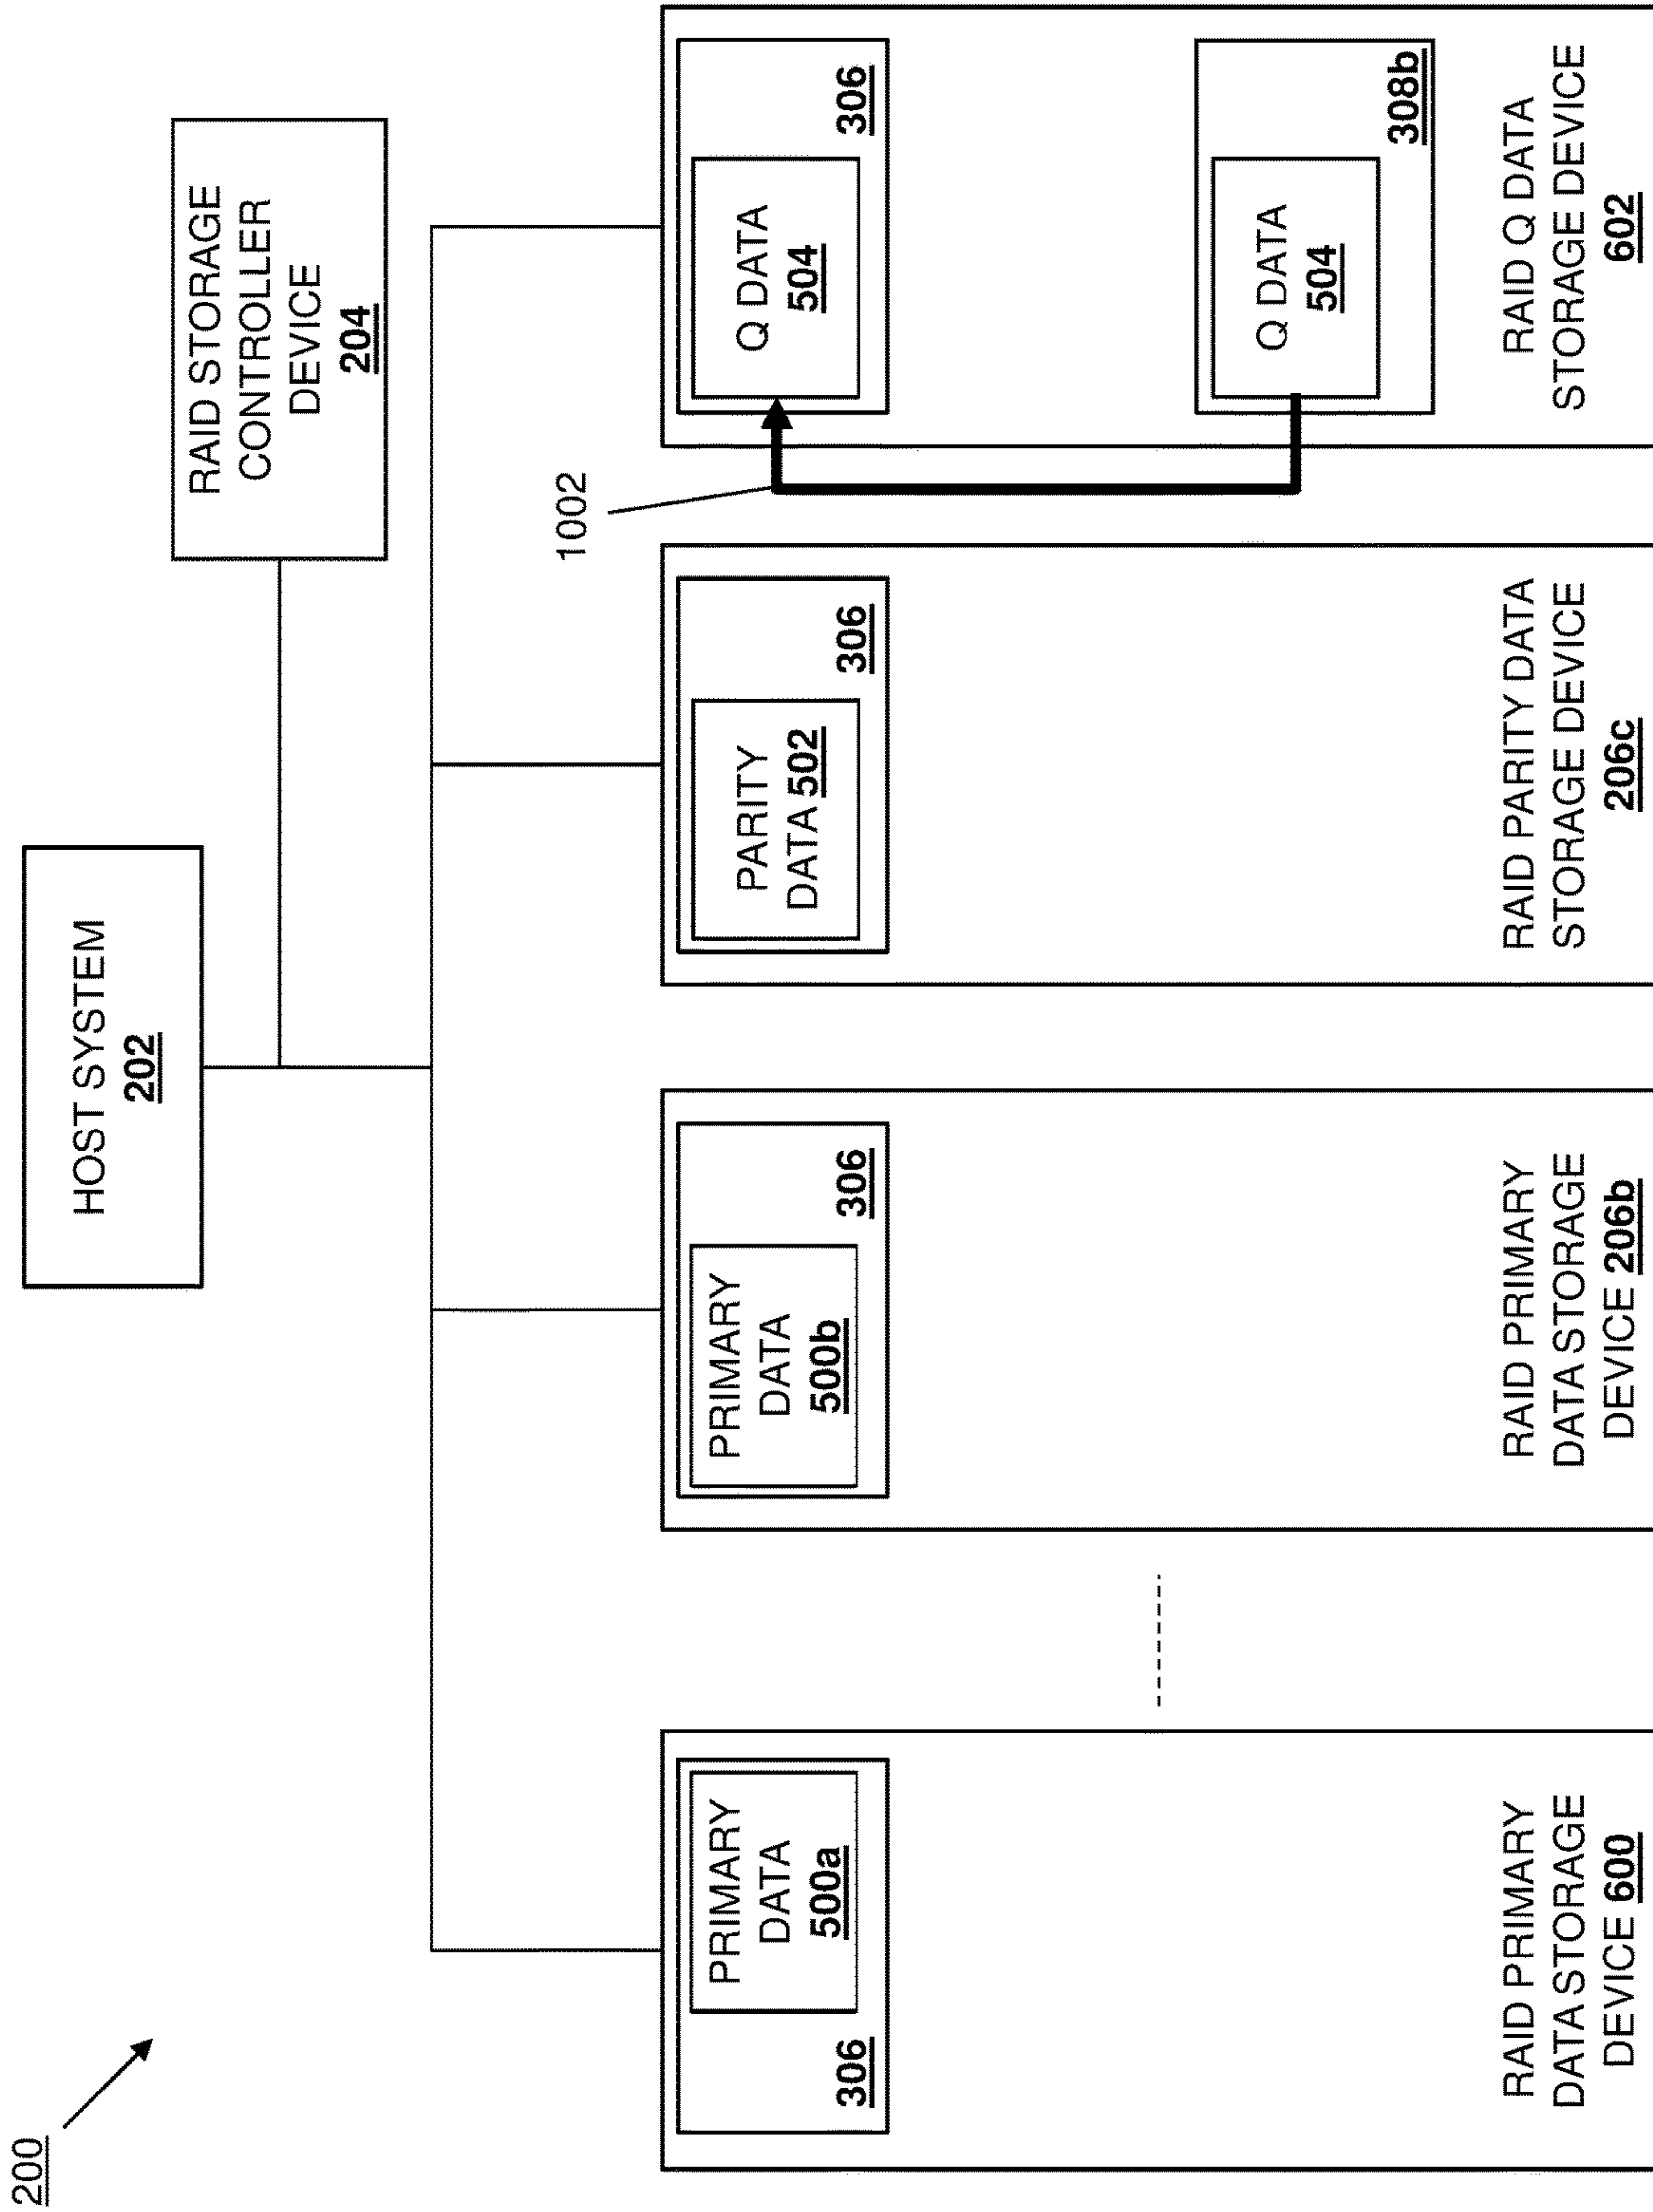 200
HOST SYSTEM
202
RAID STORAGE
CONTROLLER
DEVICE
204
PRIMARY
DATA
500a
306
RAID PRIMARY
DATA STORAGE
DEVICE 600
PRIMARY
DATA
500b
306
RAID PRIMARY
DATA STORAGE
DEVICE 206b
PARITY
DATA 502
306
RAID PARITY DATA
STORAGE DEVICE
206c
1002
Q DATA
504
306
Q DATA
504
308b
RAID Q DATA
STORAGE DEVICE
602